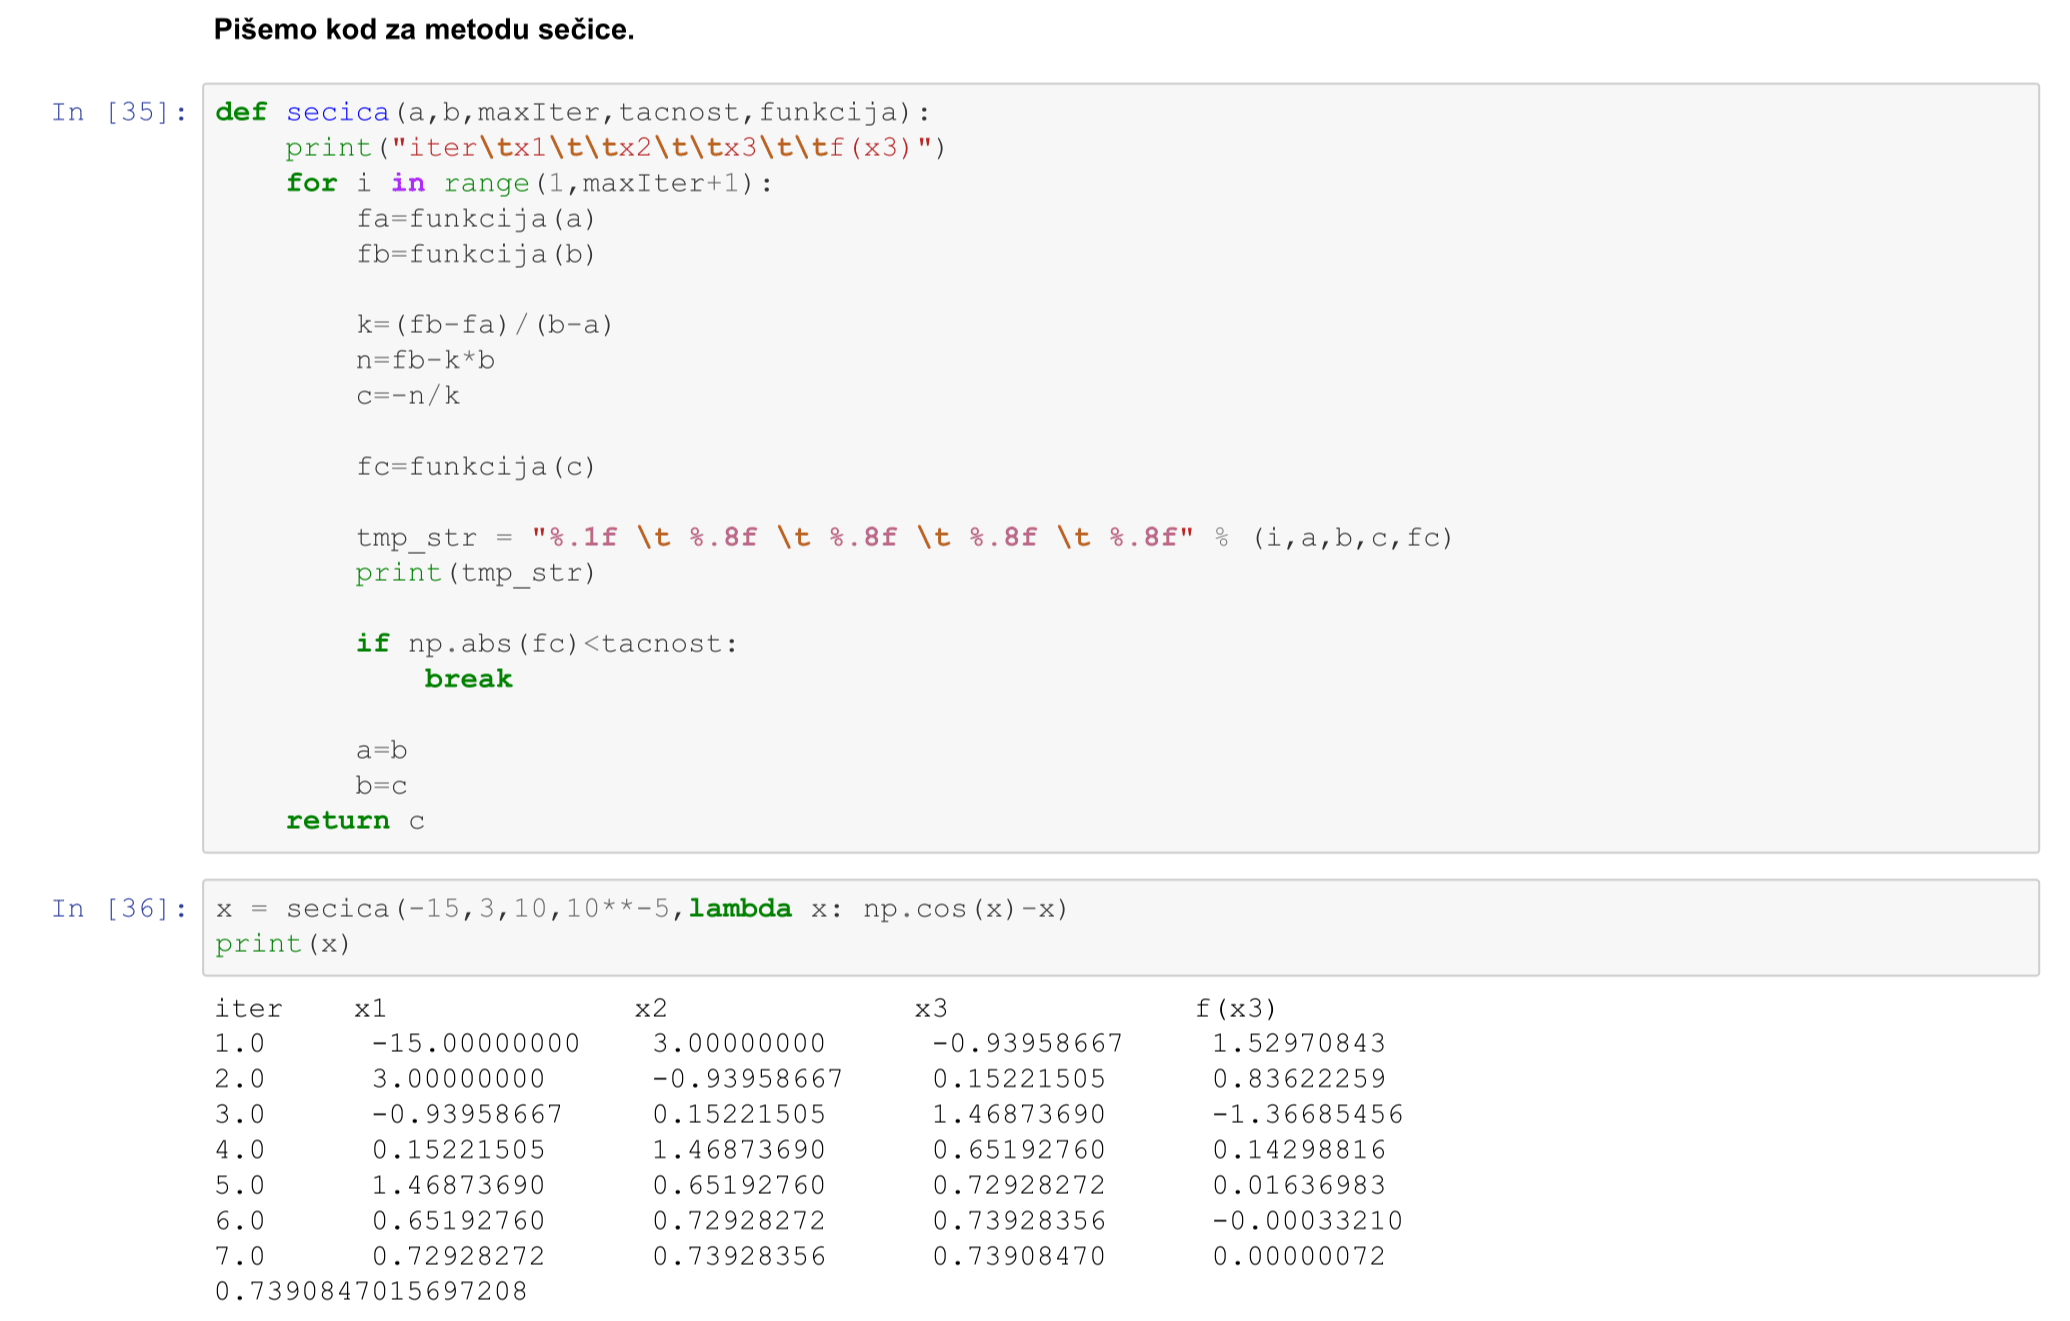 Pišemo kod za metodu sečice.
In [35]: def secica(a,b,maxIter,tacnost,funkcija):
    print("iter\tx1\t\tx2\t\tx3\t\tf(x3)")
    for i in range(1,maxIter+1):
        fa=funkcija(a)
        fb=funkcija(b)
        k=(fb-fa)/(b-a)
        n=fb-k*b
        c=-n/k
        fc=funkcija(c)
        tmp_str = "%.1f \t %.8f \t %.8f \t %.8f \t %.8f" % (i,a,b,c,fc)
        print(tmp_str)
        if np.abs(fc)<tacnost:
            break
        a=b
        b=c
    return c
In [36]: x = secica(-15,3,10,10**-5,lambda x: np.cos(x)-x)
print(x)
iter x1 x2 x3 f(x3)
1.0 -15.00000000 3.00000000 -0.93958667 1.52970843
2.0 3.00000000 -0.93958667 0.15221505 0.83622259
3.0 -0.93958667 0.15221505 1.46873690 -1.36685456
4.0 0.15221505 1.46873690 0.65192760 0.14298816
5.0 1.46873690 0.65192760 0.72928272 0.01636983
6.0 0.65192760 0.72928272 0.73928356 -0.00033210
7.0 0.72928272 0.73928356 0.73908470 0.00000072
0.7390847015697208